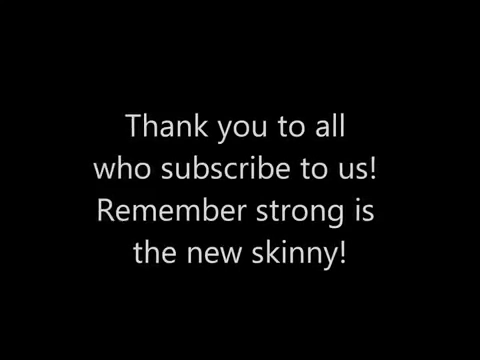 Thank you to all
who subscribe to us!
Remember strong is
the new skinny!